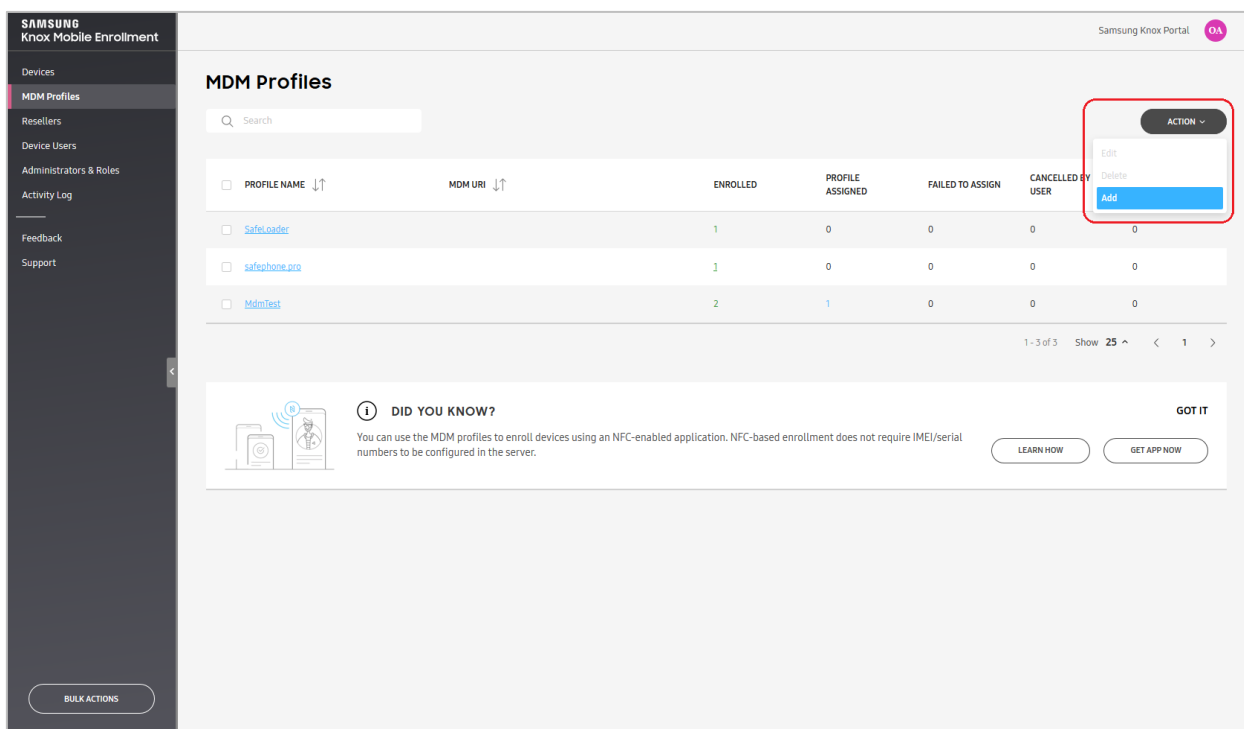 SAMSUNG
Knox Mobile Enrollment
Samsung Knox Portal OA
Devices
MDM Profiles
Resellers
Device Users
Administrators & Roles
Activity Log
Feedback
Support
BULK ACTIONS
MDM Profiles
Search
ACTION
Edit
Delete
Add
PROFILE NAME MDM URI ENROLLED PROFILE ASSIGNED FAILED TO ASSIGN CANCELLED BY USER
SafeLoader 1 0 0 0 0
safephone.pro 1 0 0 0 0
MdmTest 2 1 0 0 0
1 - 3 of 3 Show 25 < 1 >
N
i DID YOU KNOW? GOT IT
You can use the MDM profiles to enroll devices using an NFC-enabled application. NFC-based enrollment does not require IMEI/serial
numbers to be configured in the server.
LEARN HOW GET APP NOW